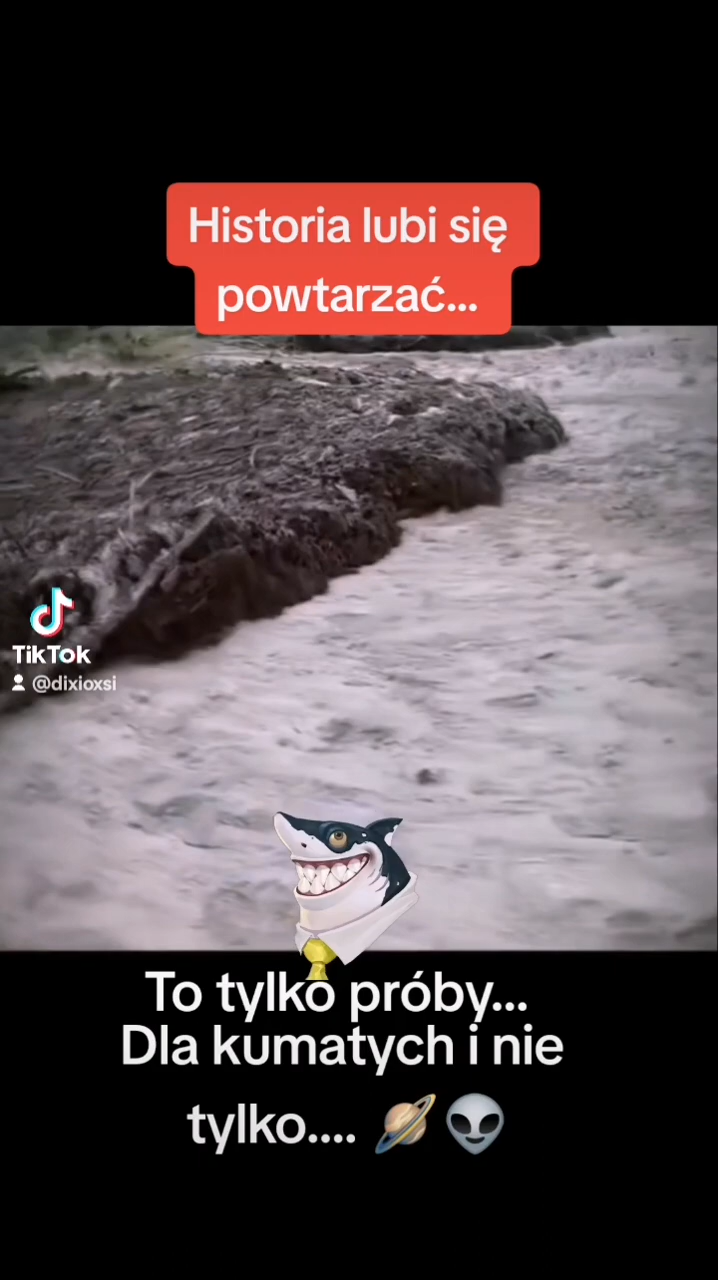 Historia lubi się
powtarzać...
TikTok
@dixioxsi
To tylko próby...
Dla kumatych i nie
tylko.... 🪐👽